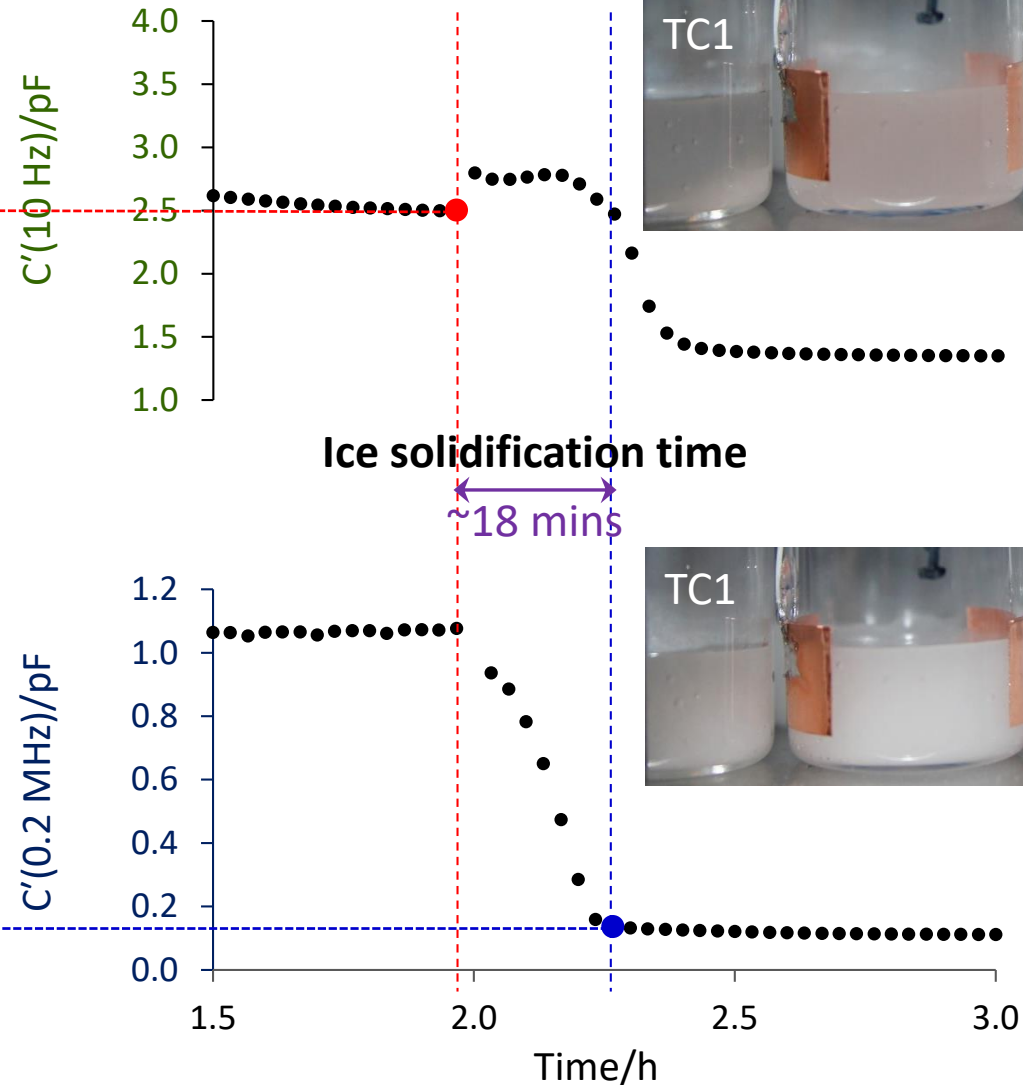 4.0
3.5
3.0
2.5
2.0
1.5
1.0
C′(10 Hz)/pF
TC1
Ice solidification time
~18 mins
TC1
1.2
1.0
0.8
0.6
0.4
0.2
0.0
C′(0.2 MHz)/pF
1.5 2.0 2.5 3.0
Time/h